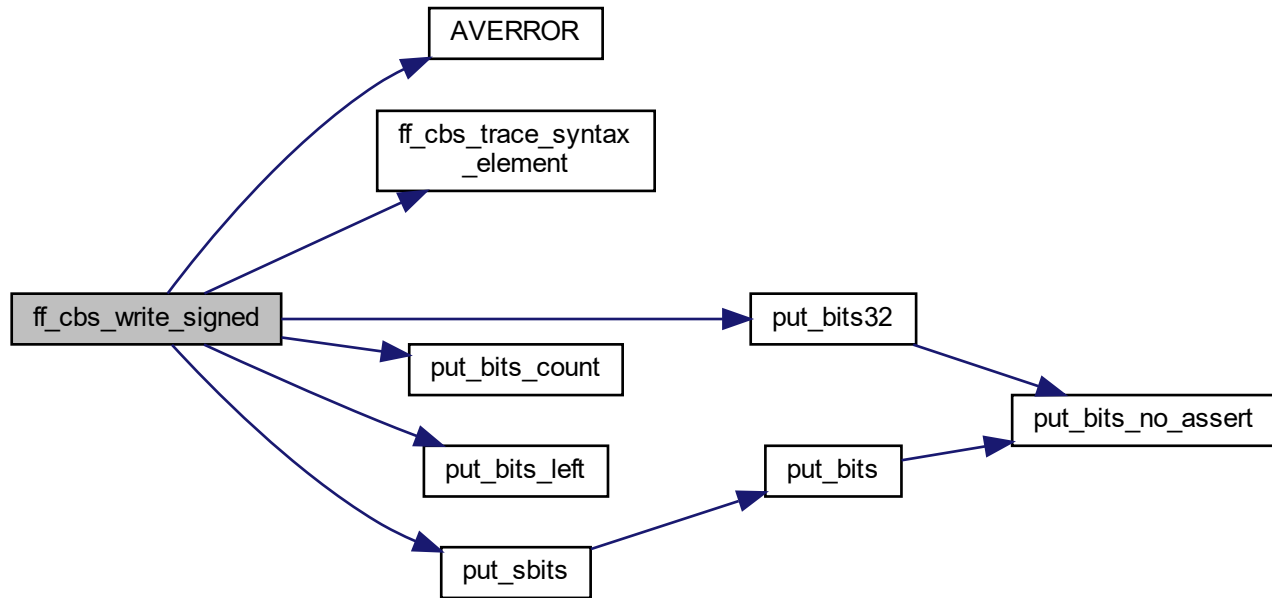 AVERROR
ff_cbs_trace_syntax
_element
ff_cbs_write_signed
put_bits32
put_bits_count
put_bits_no_assert
put_bits_left
put_bits
put_sbits